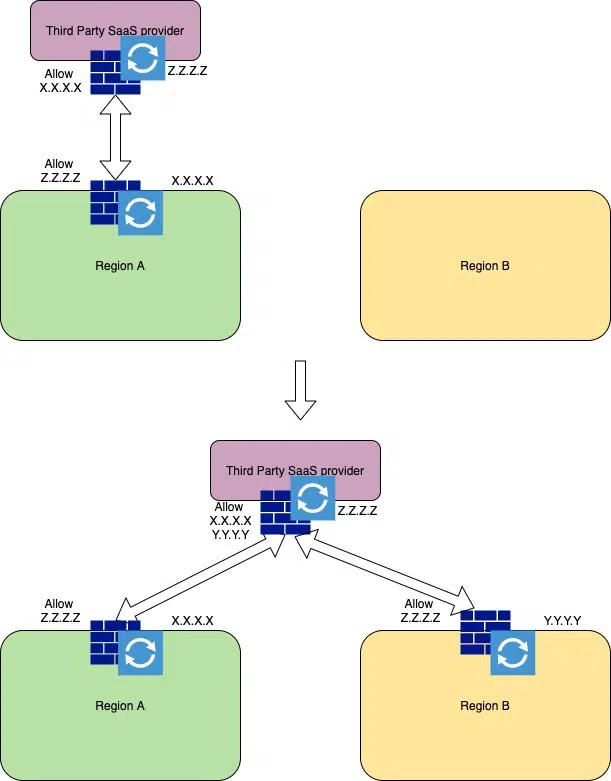 Third Party SaaS provider
Allow
X.X.X.X
Z.Z.Z.Z
Allow
Z.Z.Z.Z
X.X.X.X
Region A
Region B
Third Party SaaS provider
Allow
X.X.X.X
Y.Y.Y.Y
Z.Z.Z.Z
Allow
Z.Z.Z.Z
X.X.X.X
Allow
Z.Z.Z.Z
Y.Y.Y.Y
Region A
Region B